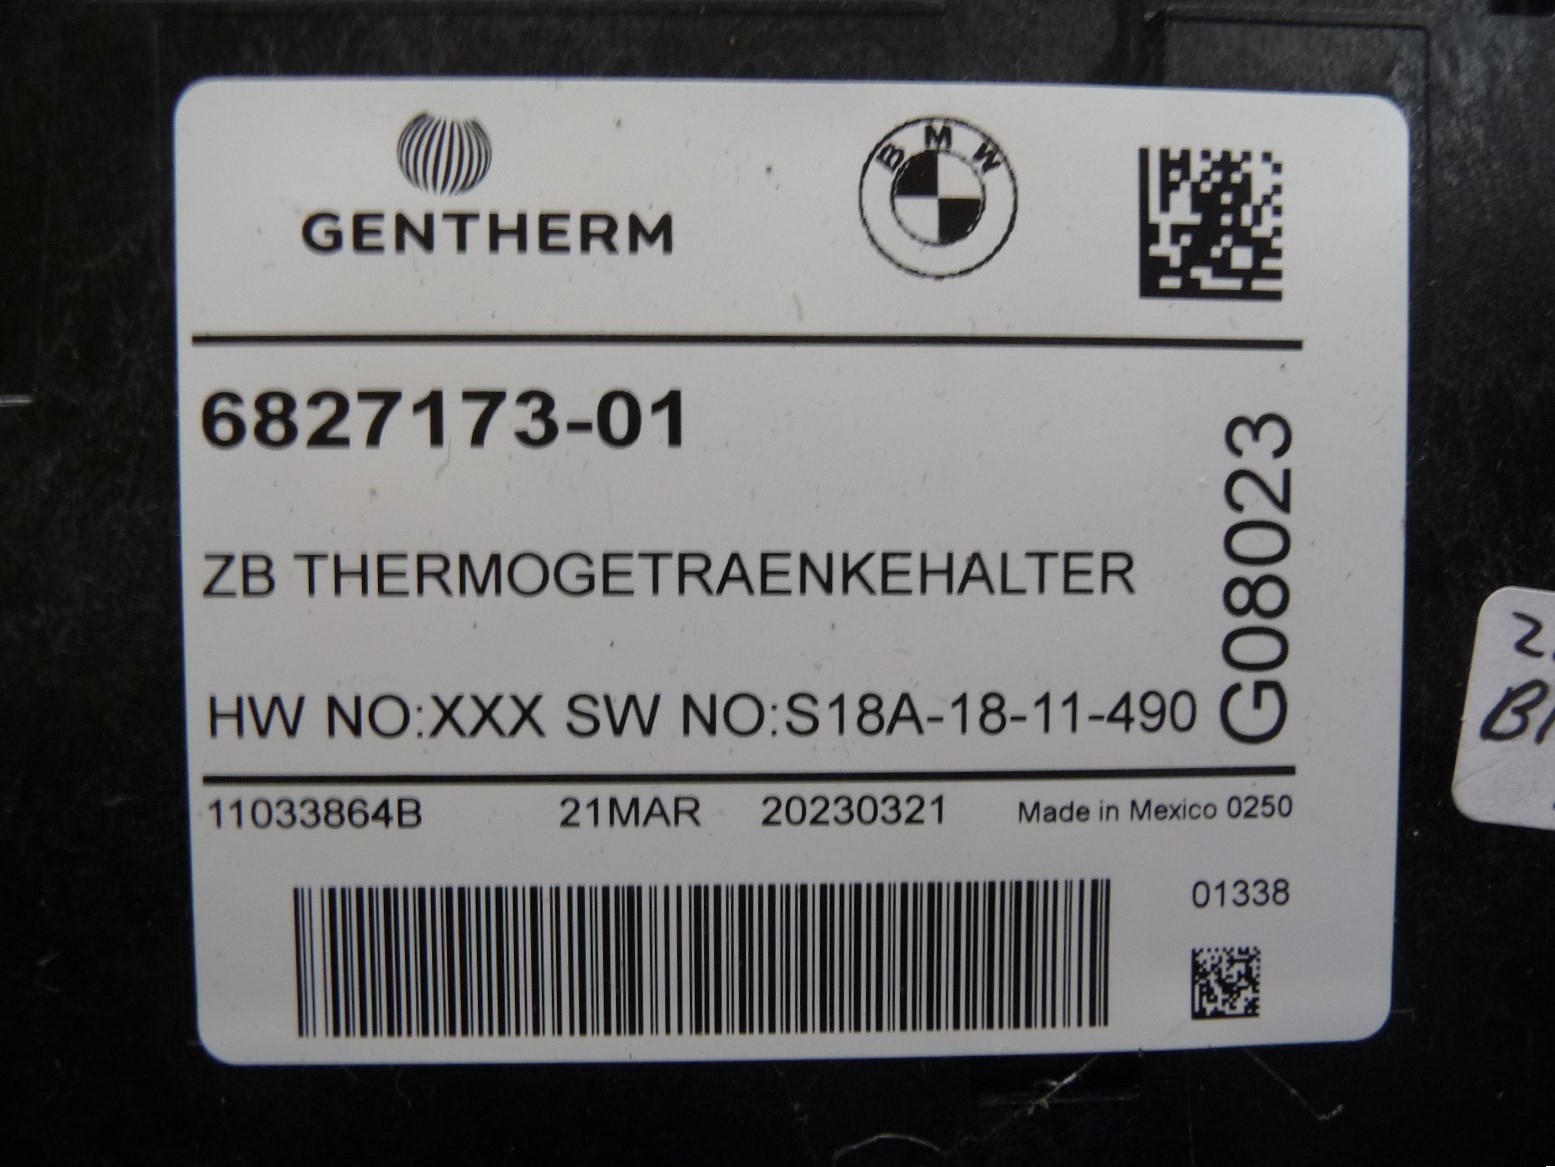 GENTHERM
BMW
6827173-01
ZB THERMOGETRAENKEHALTER
HW NO:XXX SW NO:S18A-18-11-490
G08023
11033864B 21MAR 20230321 Made in Mexico 0250
01338